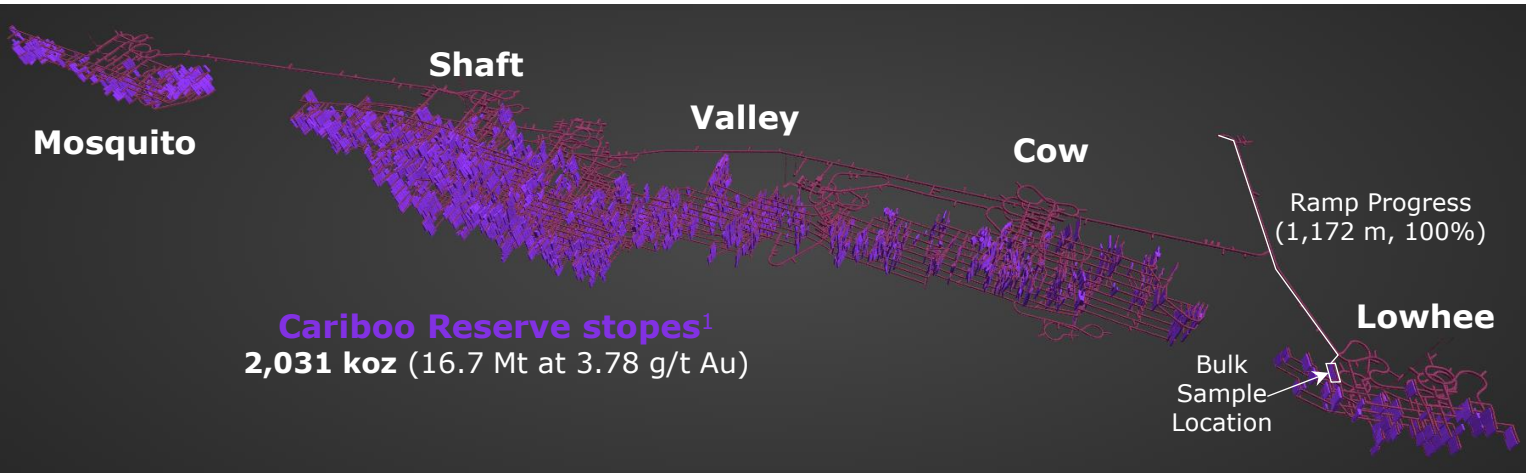 Mosquito
Shaft
Valley
Cow
Ramp Progress
(1,172 m, 100%)
Lowhee
Bulk
Sample
Location
Cariboo Reserve stopes¹
2,031 koz (16.7 Mt at 3.78 g/t Au)